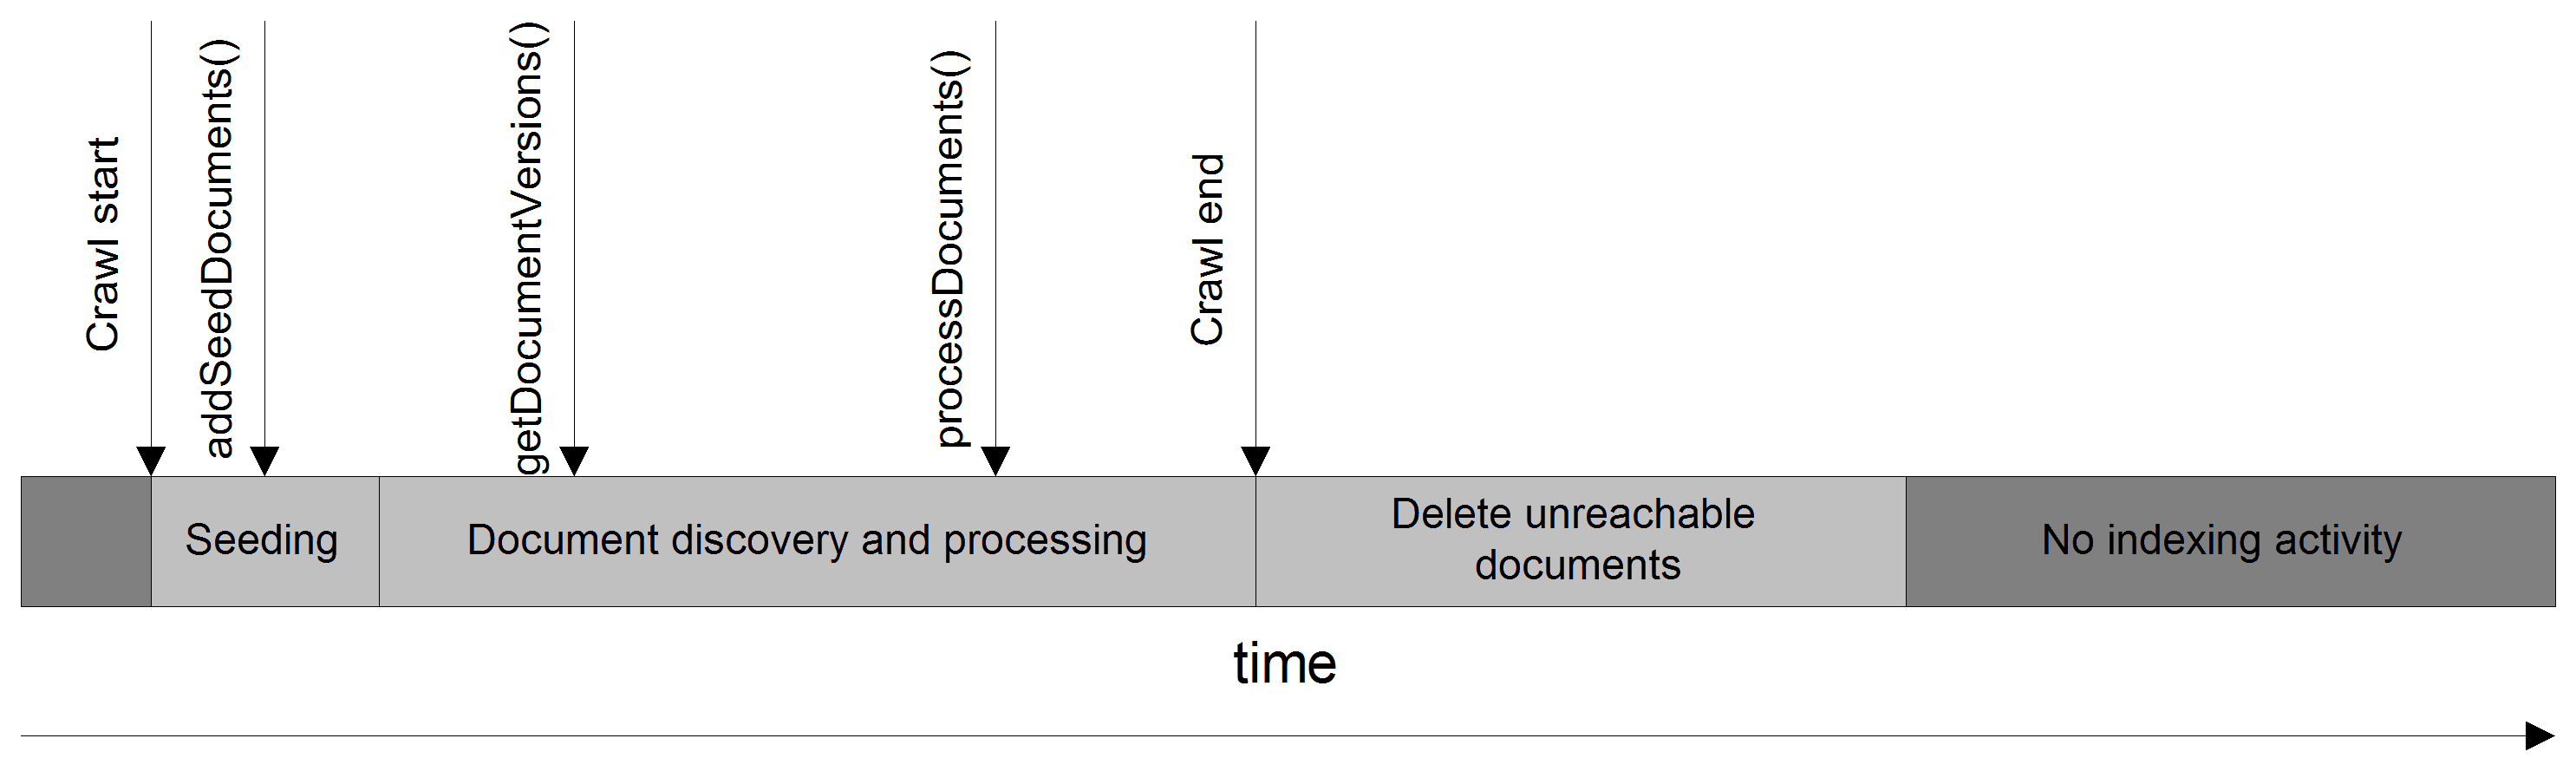 Crawl start
addSeedDocuments()
getDocumentVersions()
processDocuments()
Crawl end
Seeding
Document discovery and processing
Delete unreachable
documents
No indexing activity
time